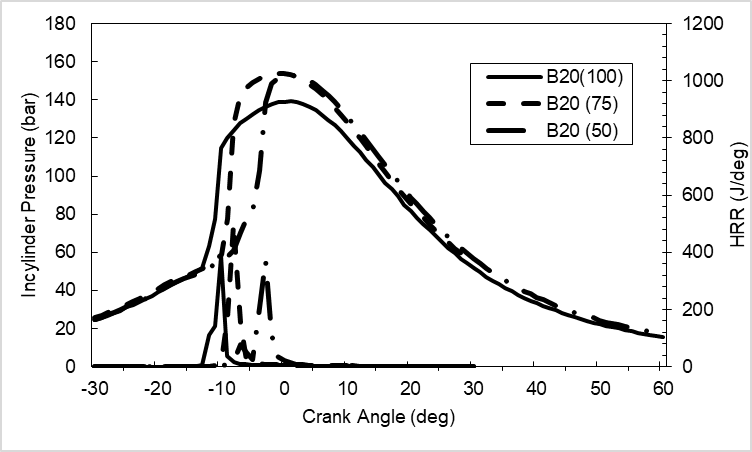 180
160
140
120
100
80
60
40
20
0
Incylinder Pressure (bar)
1200
1000
800
600
400
200
0
HRR (J/deg)
B20(100)
B20 (75)
B20 (50)
-30 -20 -10 0 10 20 30 40 50 60
Crank Angle (deg)